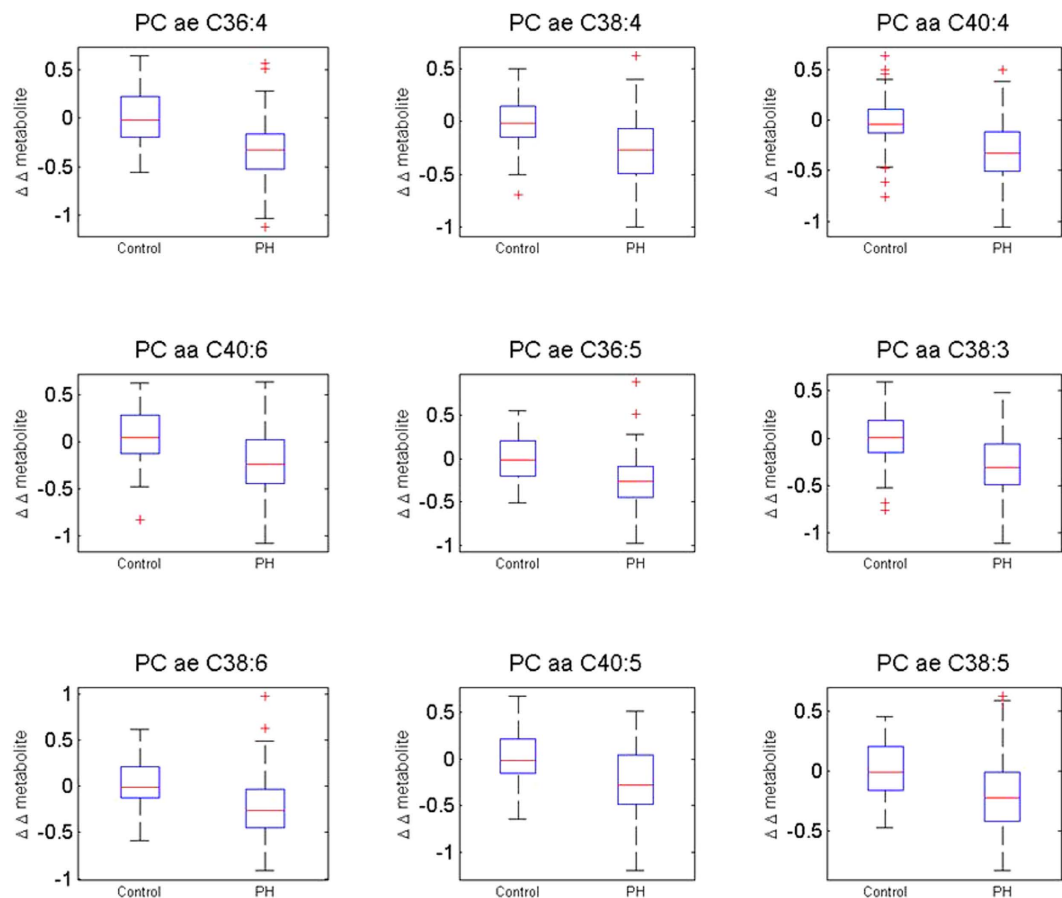 PC ae C36:4
PC ae C38:4
PC aa C40:4
Δ Δ metabolite
0.5
0
-0.5
-1
Control
PH
Δ Δ metabolite
0.5
0
-0.5
-1
Control
PH
Δ Δ metabolite
0.5
0
-0.5
-1
Control
PH
PC aa C40:6
PC ae C36:5
PC aa C38:3
Δ Δ metabolite
0.5
0
-0.5
-1
Control
PH
Δ Δ metabolite
0.5
0
-0.5
-1
Control
PH
Δ Δ metabolite
0.5
0
-0.5
-1
Control
PH
PC ae C38:6
PC aa C40:5
PC ae C38:5
Δ Δ metabolite
1
0.5
0
-0.5
-1
Control
PH
Δ Δ metabolite
0.5
0
-0.5
-1
Control
PH
Δ Δ metabolite
0.5
0
-0.5
Control
PH